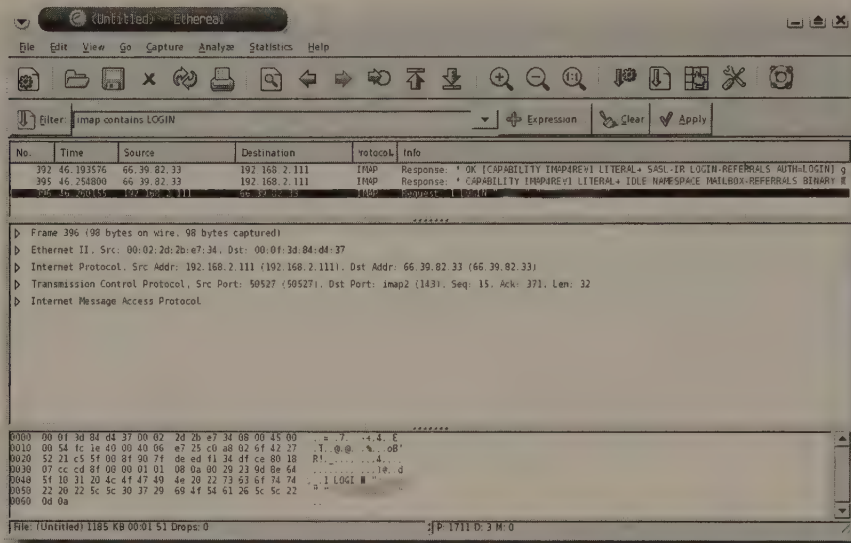 (Untitled) - Ethereal
File Edit View Go Capture Analyze Statistics Help
Filter: imap contains LOGIN Expression Clear Apply
No. Time Source Destination rotocol Info
392 46.193576 66.39.82.33 192.168.2.111 IMAP Response: * OK [CAPABILITY IMAP4REV1 LITERAL+ SASL-IR LOGIN-REFERRALS AUTH=LOGIN] g
395 46.254800 66.39.82.33 192.168.2.111 IMAP Response: * CAPABILITY IMAP4REV1 LITERAL+ IDLE NAMESPACE MAILBOX-REFERRALS BINARY
192.168.2.111 IMAP Request: 1 LOGIN
Frame 396 (98 bytes on wire, 98 bytes captured)
Ethernet II, Src: 00:02:2d:2b:e7:34, Dst: 00:0f:3d:84:d4:37
Internet Protocol, Src Addr: 192.168.2.111 (192.168.2.111), Dst Addr: 66.39.82.33 (66.39.82.33)
Transmission Control Protocol, Src Port: 50527 (50527), Dst Port: imap2 (143), Seq: 15, Ack: 371, Len: 32
Internet Message Access Protocol
0000 00 0f 3d 84 d4 37 00 02 2d 2b e7 34 08 00 45 00
0010 00 54 fc 1e 40 00 40 06 e7 25 c0 a8 02 6f 42 27
0020 52 21 c5 5f 00 8f 90 7f de ed f1 34 df ce 80 18
0030 07 cc cd 8f 00 00 01 01 08 0a 00 29 23 9d 8e 64
0040 5f 10 31 20 4c 4f 47 49 4e 20 22 73 63 6f 74 74
0050 22 20 22 5c 5c 30 37 29 69 4f 54 61 26 5c 5c 22
0060 0d 0a
File: (Untitled) 1185 KB 00:01:51 Drops: 0 P: 1711 D: 3 M: 0